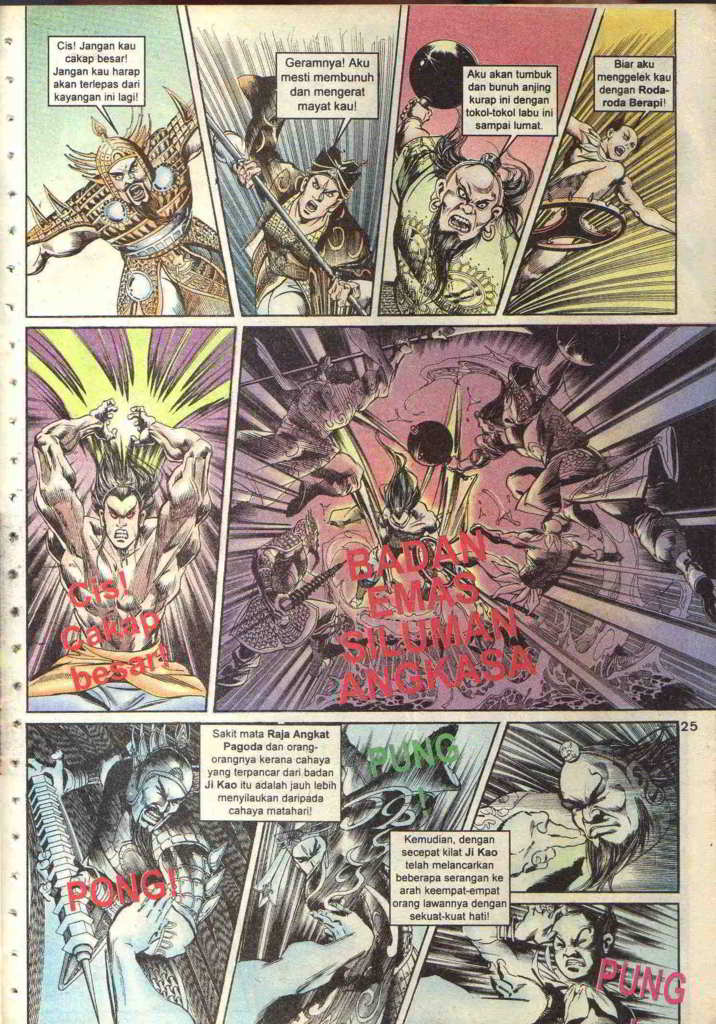 Cis! Jangan kau
cakap besar!
Jangan kau harap
akan terlepas dari
kayangan ini lagi!
Geramnya! Aku
mesti membunuh
dan mengerat
mayat kau!
Aku akan tumbuk
dan bunuh anjing
kurap ini dengan
tokol-tokol labu ini
sampai lumat.
Biar aku
menggelek kau
dengan Roda-
roda Berapi!
Cis!
Cakap
besar!
BADAN
EMAS
SILUMAN
ANGKASA
25
Sakit mata Raja Angkat
Pagoda dan orang-
orangnya kerana cahaya
yang terpancar dari badan
Ji Kao itu adalah jauh lebih
menyilaukan daripada
cahaya matahari!
PONG!
PUNG
Kemudian, dengan
secepat kilat Ji Kao
telah melancarkan
beberapa serangan ke
arah keempat-empat
orang lawannya dengan
sekuat-kuat hati!
PUNG